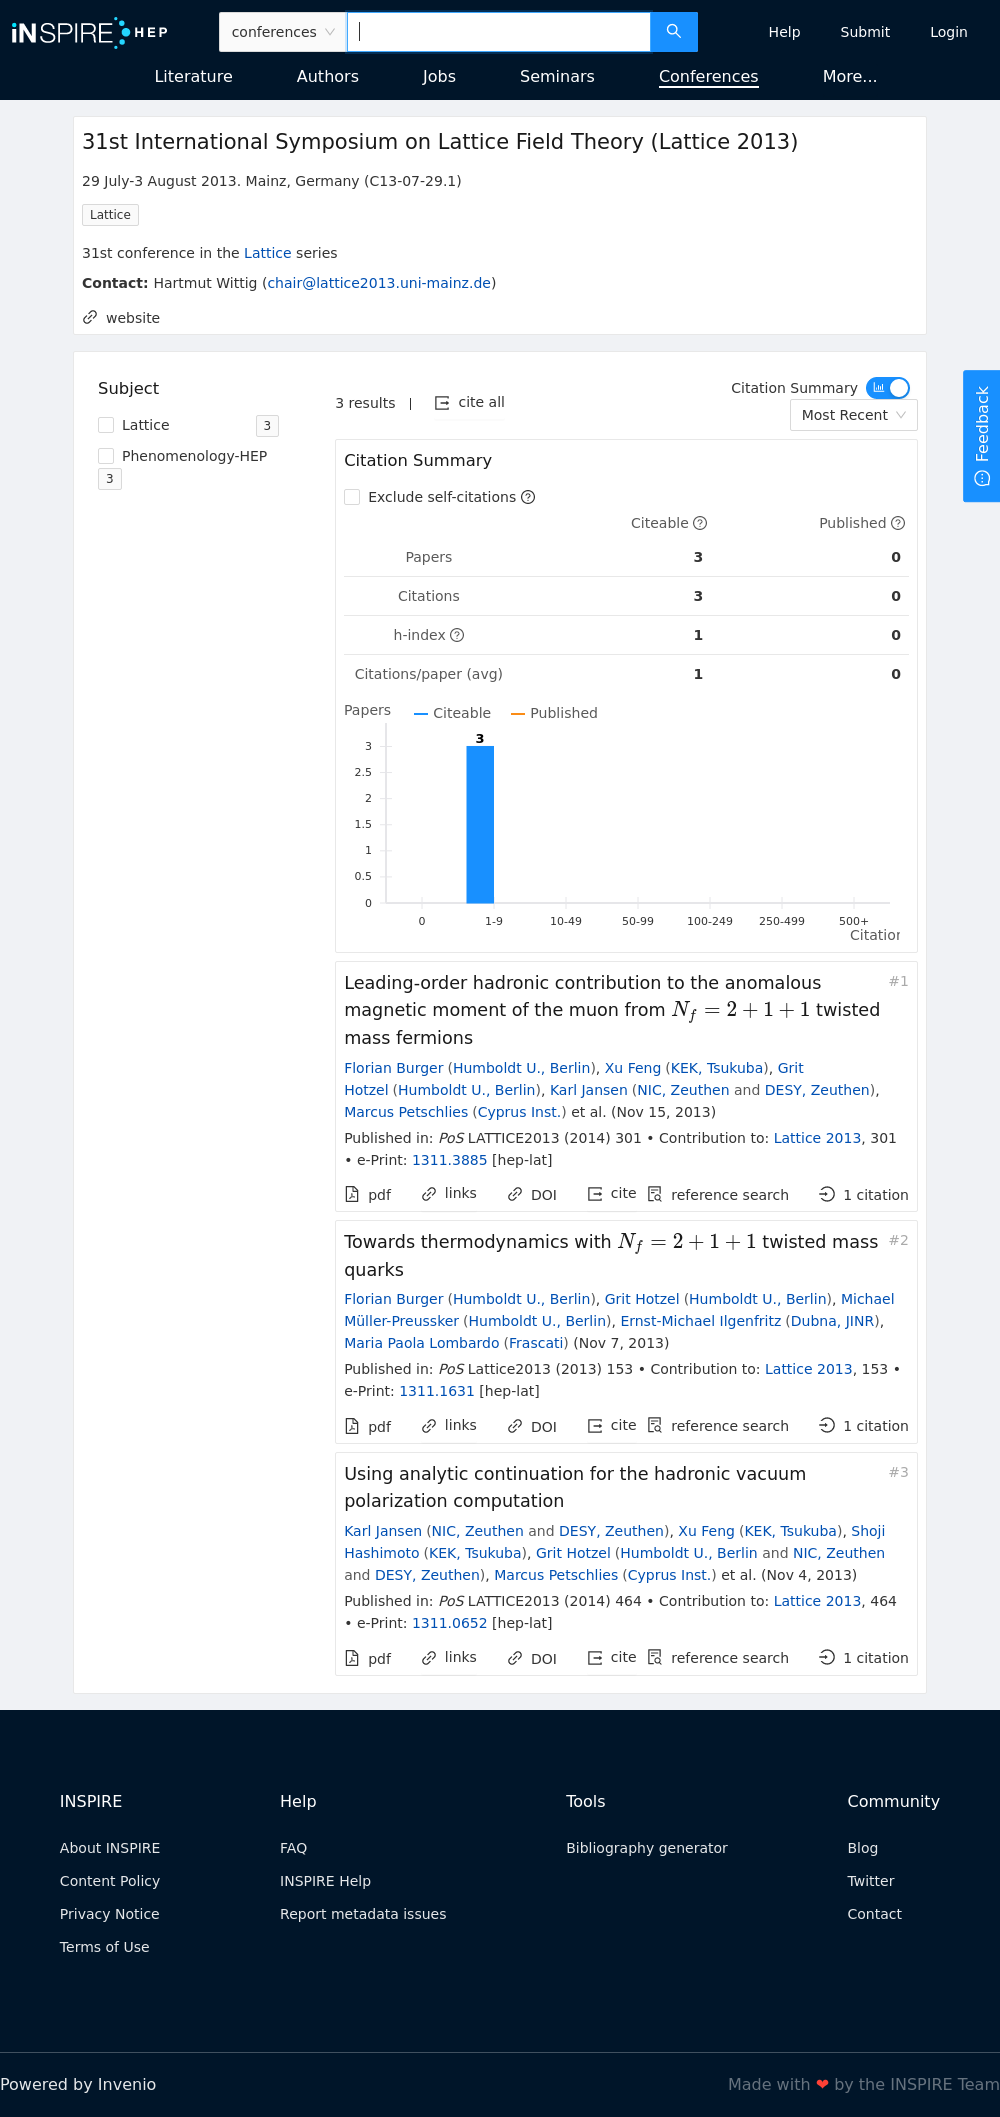 iNSPIRE HEP
conferences
Help Submit Login
Literature Authors Jobs Seminars Conferences More...
31st International Symposium on Lattice Field Theory (Lattice 2013)
29 July-3 August 2013. Mainz, Germany (C13-07-29.1)
Lattice
31st conference in the Lattice series
Contact: Hartmut Wittig (chair@lattice2013.uni-mainz.de)
website
Subject
Lattice 3
Phenomenology-HEP
3
3 results | cite all
Citation Summary
Most Recent
Feedback
Citation Summary
Exclude self-citations
Citeable Published
Papers 3 0
Citations 3 0
h-index 1 0
Citations/paper (avg) 1 0
Papers Citeable Published
3
3
2.5
2
1.5
1
0.5
0
0 1-9 10-49 50-99 100-249 250-499 500+
Citation
Leading-order hadronic contribution to the anomalous #1
magnetic moment of the muon from N_f = 2 + 1 + 1 twisted
mass fermions
Florian Burger (Humboldt U., Berlin), Xu Feng (KEK, Tsukuba), Grit
Hotzel (Humboldt U., Berlin), Karl Jansen (NIC, Zeuthen and DESY, Zeuthen),
Marcus Petschlies (Cyprus Inst.) et al. (Nov 15, 2013)
Published in: PoS LATTICE2013 (2014) 301 • Contribution to: Lattice 2013, 301
• e-Print: 1311.3885 [hep-lat]
pdf links DOI cite reference search 1 citation
Towards thermodynamics with N_f = 2 + 1 + 1 twisted mass #2
quarks
Florian Burger (Humboldt U., Berlin), Grit Hotzel (Humboldt U., Berlin), Michael
Müller-Preussker (Humboldt U., Berlin), Ernst-Michael Ilgenfritz (Dubna, JINR),
Maria Paola Lombardo (Frascati) (Nov 7, 2013)
Published in: PoS Lattice2013 (2013) 153 • Contribution to: Lattice 2013, 153 •
e-Print: 1311.1631 [hep-lat]
pdf links DOI cite reference search 1 citation
Using analytic continuation for the hadronic vacuum #3
polarization computation
Karl Jansen (NIC, Zeuthen and DESY, Zeuthen), Xu Feng (KEK, Tsukuba), Shoji
Hashimoto (KEK, Tsukuba), Grit Hotzel (Humboldt U., Berlin and NIC, Zeuthen
and DESY, Zeuthen), Marcus Petschlies (Cyprus Inst.) et al. (Nov 4, 2013)
Published in: PoS LATTICE2013 (2014) 464 • Contribution to: Lattice 2013, 464
• e-Print: 1311.0652 [hep-lat]
pdf links DOI cite reference search 1 citation
INSPIRE Help Tools Community
About INSPIRE FAQ Bibliography generator Blog
Content Policy INSPIRE Help Twitter
Privacy Notice Report metadata issues Contact
Terms of Use
Powered by Invenio
Made with ❤ by the INSPIRE Team